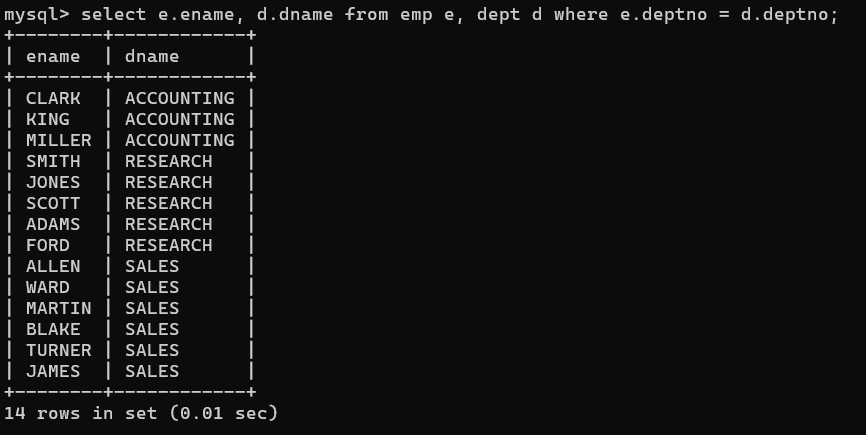 mysql> select e.ename, d.dname from emp e, dept d where e.deptno = d.deptno;
+--------+------------+
| ename  | dname      |
+--------+------------+
| CLARK  | ACCOUNTING |
| KING   | ACCOUNTING |
| MILLER | ACCOUNTING |
| SMITH  | RESEARCH   |
| JONES  | RESEARCH   |
| SCOTT  | RESEARCH   |
| ADAMS  | RESEARCH   |
| FORD   | RESEARCH   |
| ALLEN  | SALES      |
| WARD   | SALES      |
| MARTIN | SALES      |
| BLAKE  | SALES      |
| TURNER | SALES      |
| JAMES  | SALES      |
+--------+------------+
14 rows in set (0.01 sec)